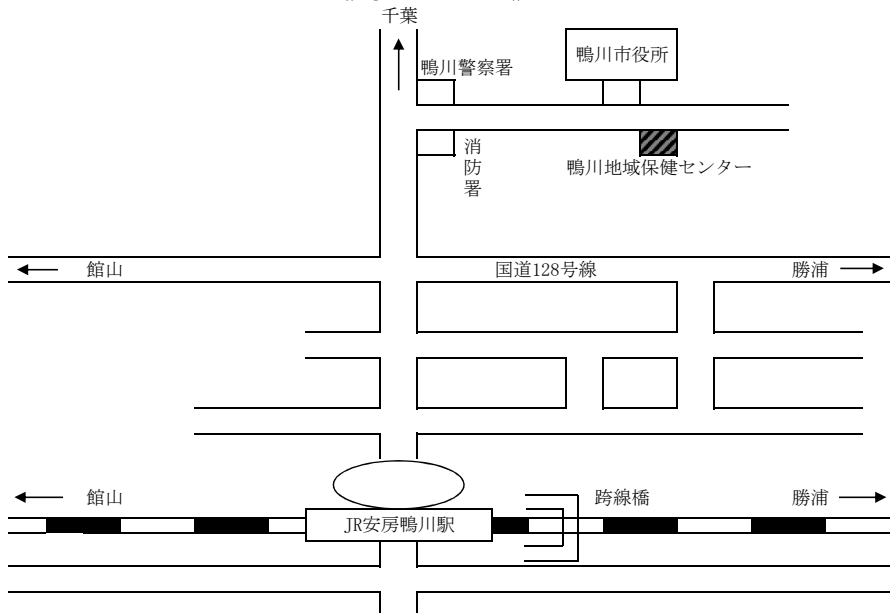 千葉
鴨川市役所
鴨川警察署
消防署
鴨川地域保健センター
館山
国道128号線
勝浦
館山
跨線橋
勝浦
JR安房鴨川駅